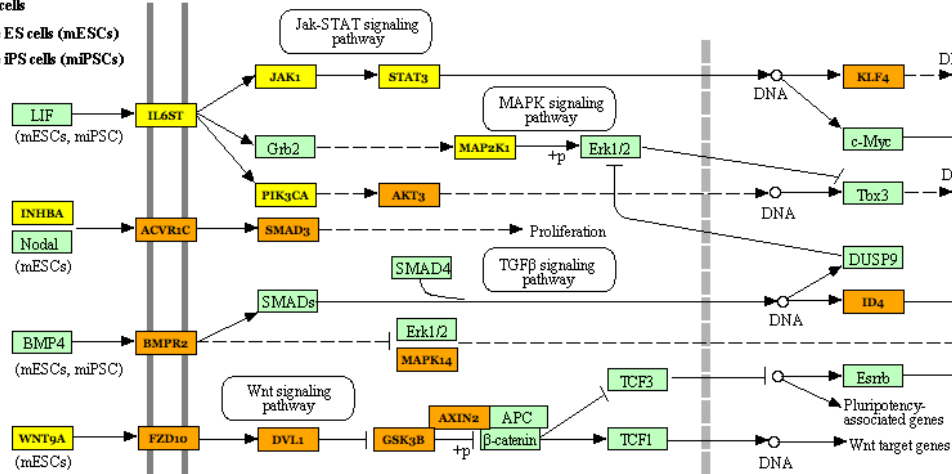 cells
ES cells (mESCs)
iPS cells (miPSCs)
Jak-STAT signaling
pathway
JAK1
STAT3
KLF4
DNA
LIF
(mESCs, miPSC)
IL6ST
MAPK signaling
pathway
Grb2
MAP2K1
+p
Erk1/2
c-Myc
PIK3CA
AKT3
DNA
Tbx3
INHBA
Nodal
(mESCs)
ACVR1C
SMAD3
Proliferation
DUSP9
SMAD4
TGFβ signaling
pathway
SMADs
DNA
ID4
BMP4
(mESCs, miPSC)
BMPR2
Erk1/2
MAPK14
TCF3
Esrrb
Wnt signaling
pathway
Pluripotency-
associated genes
AXIN2
APC
WNT9A
(mESCs)
FZD10
DVL1
GSK3B
+p
β-catenin
TCF1
DNA
Wnt target genes